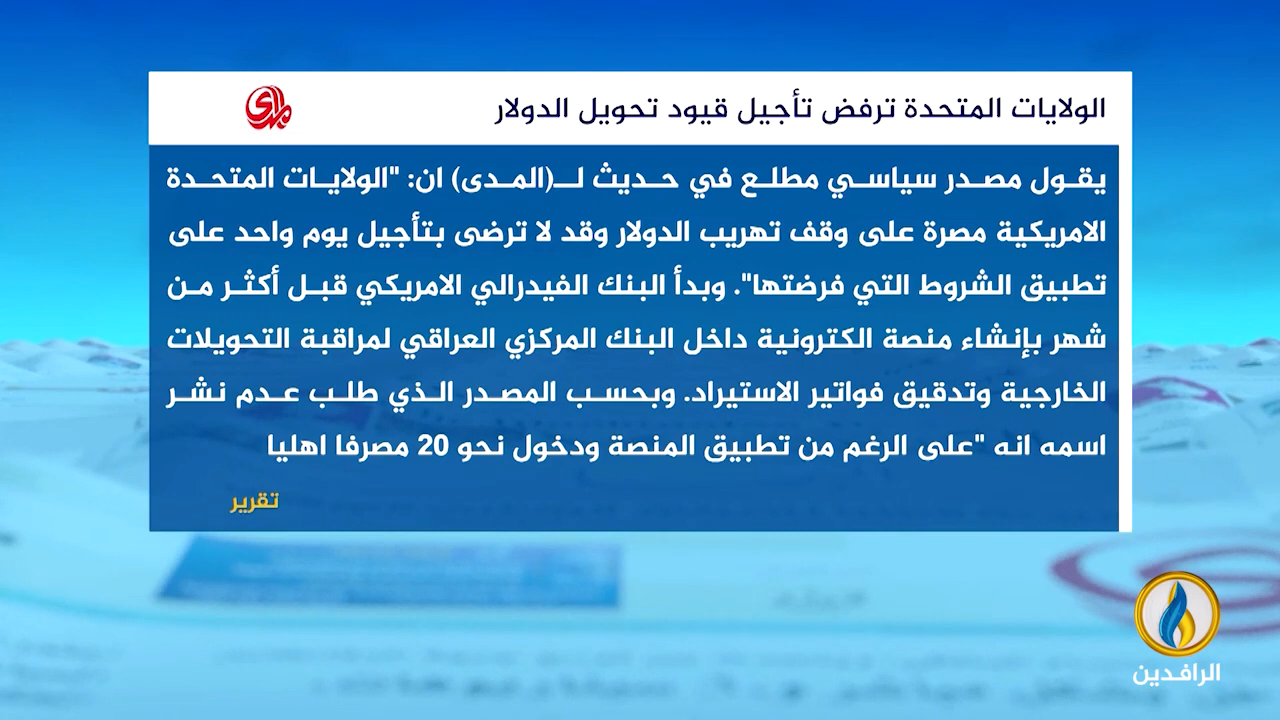 الولايات المتحدة ترفض تأجيل قيود تحويل الدولار
المدى
يقول مصدر سياسي مطلع في حديث لـ(المدى) ان: "الولايات المتحدة
الامريكية مصرة على وقف تهريب الدولار وقد لا ترضى بتأجيل يوم واحد على
تطبيق الشروط التي فرضتها". وبدأ البنك الفيدرالي الامريكي قبل أكثر من
شهر بإنشاء منصة الكترونية داخل البنك المركزي العراقي لمراقبة التحويلات
الخارجية وتدقيق فواتير الاستيراد. وبحسب المصدر الذي طلب عدم نشر
اسمه انه "على الرغم من تطبيق المنصة ودخول نحو 20 مصرفا اهليا
تقرير
الرافدين